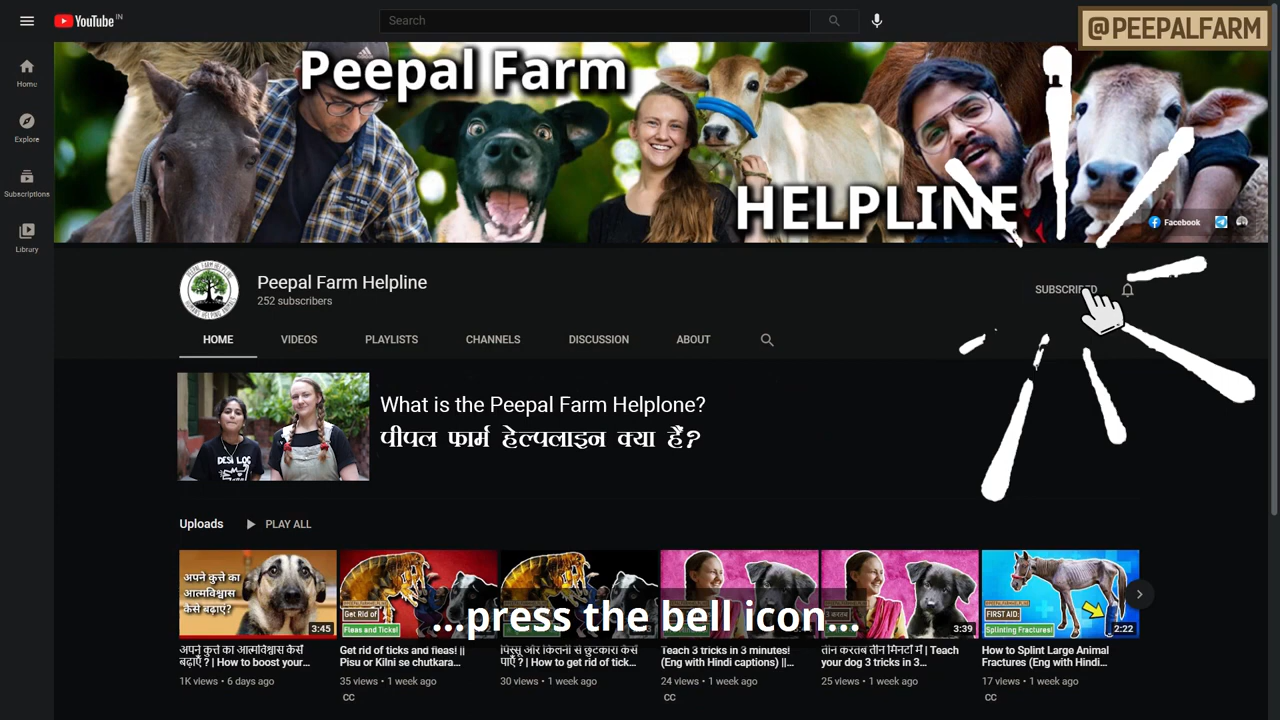 YouTube IN
Search
@PEEPALFARM
Home
Explore
Subscriptions
Library
Peepal Farm
HELPLINE
Facebook
Peepal Farm Helpline
252 subscribers
SUBSCRIBED
HOME VIDEOS PLAYLISTS CHANNELS DISCUSSION ABOUT
DESI LOG
What is the Peepal Farm Helplone?
पीपल फार्म हेल्पलाइन क्या हैं?
Uploads PLAY ALL
अपने कुत्ते का
आत्मविश्वास
कैसे बढ़ाएं?
3:45
Get Rid of
Fleas and Ticks!
3:39
FIRST AID:
Splinting Fractures!
2:22
...press the bell icon...
अपने कुत्ते का आत्मविश्वास कैसे
बढ़ाएं ? | How to boost your...
1K views • 6 days ago
Get rid of ticks and fleas! ||
Pisu or Kilni se chutkara...
35 views • 1 week ago
CC
पिस्सू और किलनी से छुटकारा कैसे
पाएँ ? | How to get rid of tick...
30 views • 1 week ago
Teach 3 tricks in 3 minutes!
(Eng with Hindi captions) ||...
24 views • 1 week ago
CC
तीन करतब तीन मिनटों में | Teach
your dog 3 tricks in 3...
25 views • 1 week ago
How to Splint Large Animal
Fractures (Eng with Hindi...
17 views • 1 week ago
CC